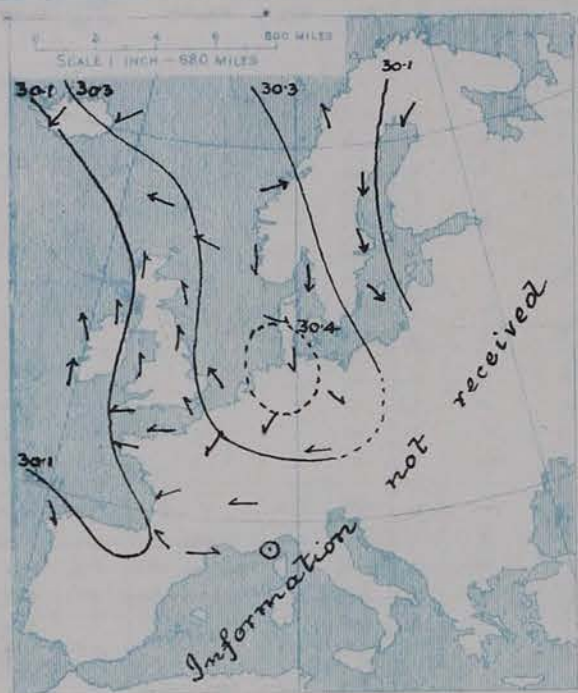 0 2 4 6 800 MILES
SCALE 1 INCH – 680 MILES
30·1 30·3 30·3 30·1
30·4
30·1
Information not received